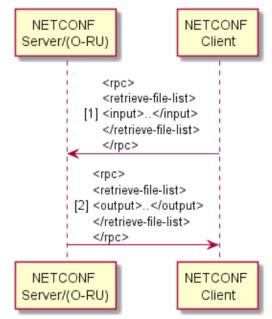 NETCONF
Server/(O-RU)
NETCONF
Client
<rpc>
<retrieve-file-list>
[1] <input>..</input>
</retrieve-file-list>
</rpc>
<rpc>
<retrieve-file-list>
[2] <output>..</output>
</retrieve-file-list>
</rpc>
NETCONF
Server/(O-RU)
NETCONF
Client